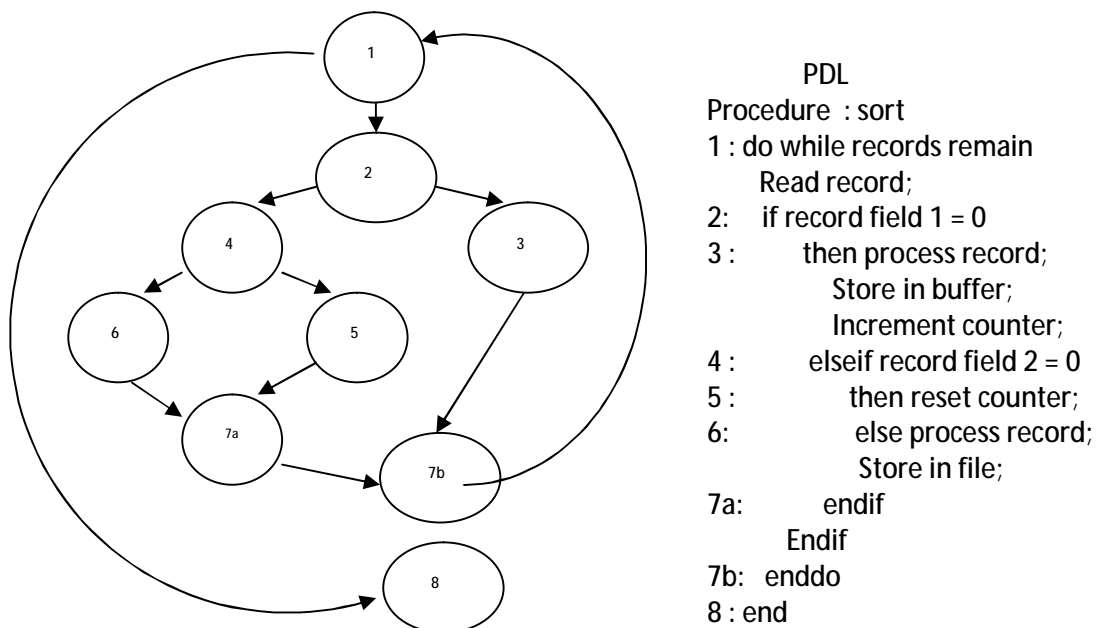 1
2
4
3
6
5
7a
7b
8
PDL
Procedure : sort
1 : do while records remain
Read record;
2: if record field 1 = 0
3 : then process record;
Store in buffer;
Increment counter;
4 : elseif record field 2 = 0
5 : then reset counter;
6: else process record;
Store in file;
7a: endif
Endif
7b: enddo
8 : end